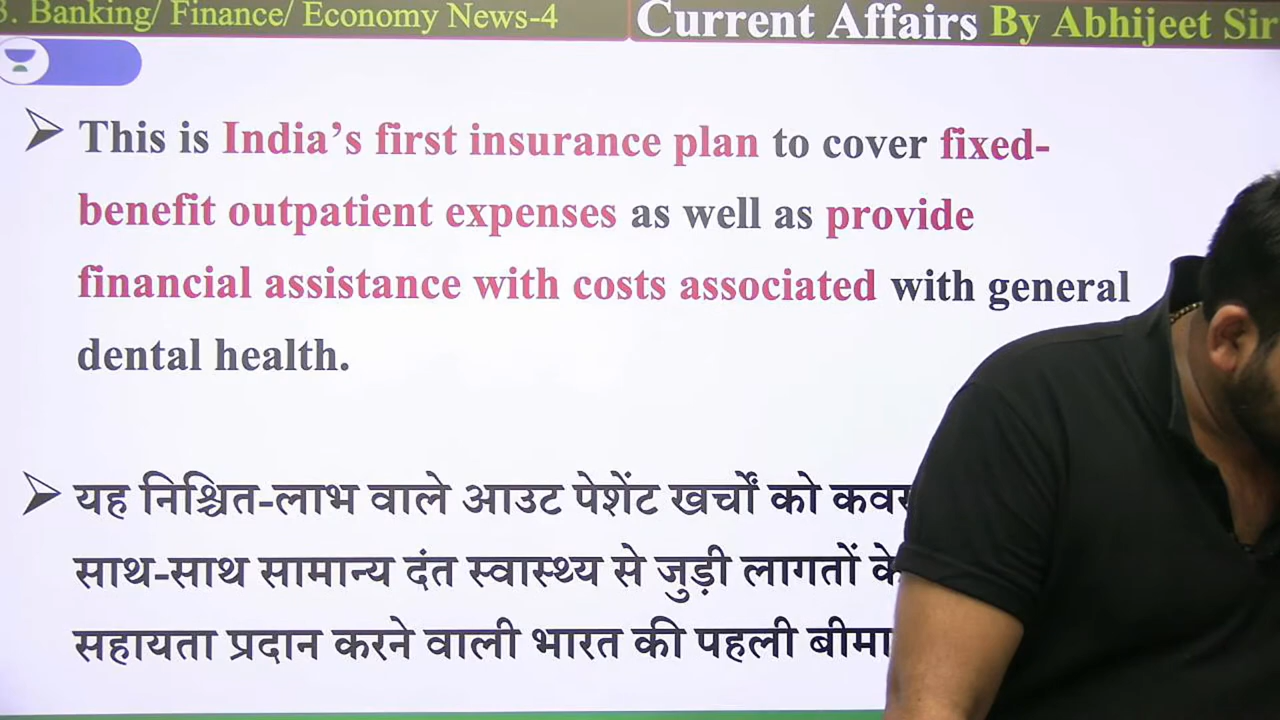 3. Banking/ Finance/ Economy News-4
Current Affairs By Abhijeet Sir
This is India's first insurance plan to cover fixed-
benefit outpatient expenses as well as provide
financial assistance with costs associated with general
dental health.
यह निश्चित-लाभ वाले आउट पेशेंट खर्चों को
साथ-साथ सामान्य दंत स्वास्थ्य से जुड़ी लागतों के
सहायता प्रदान करने वाली भारत की पहली बीमा